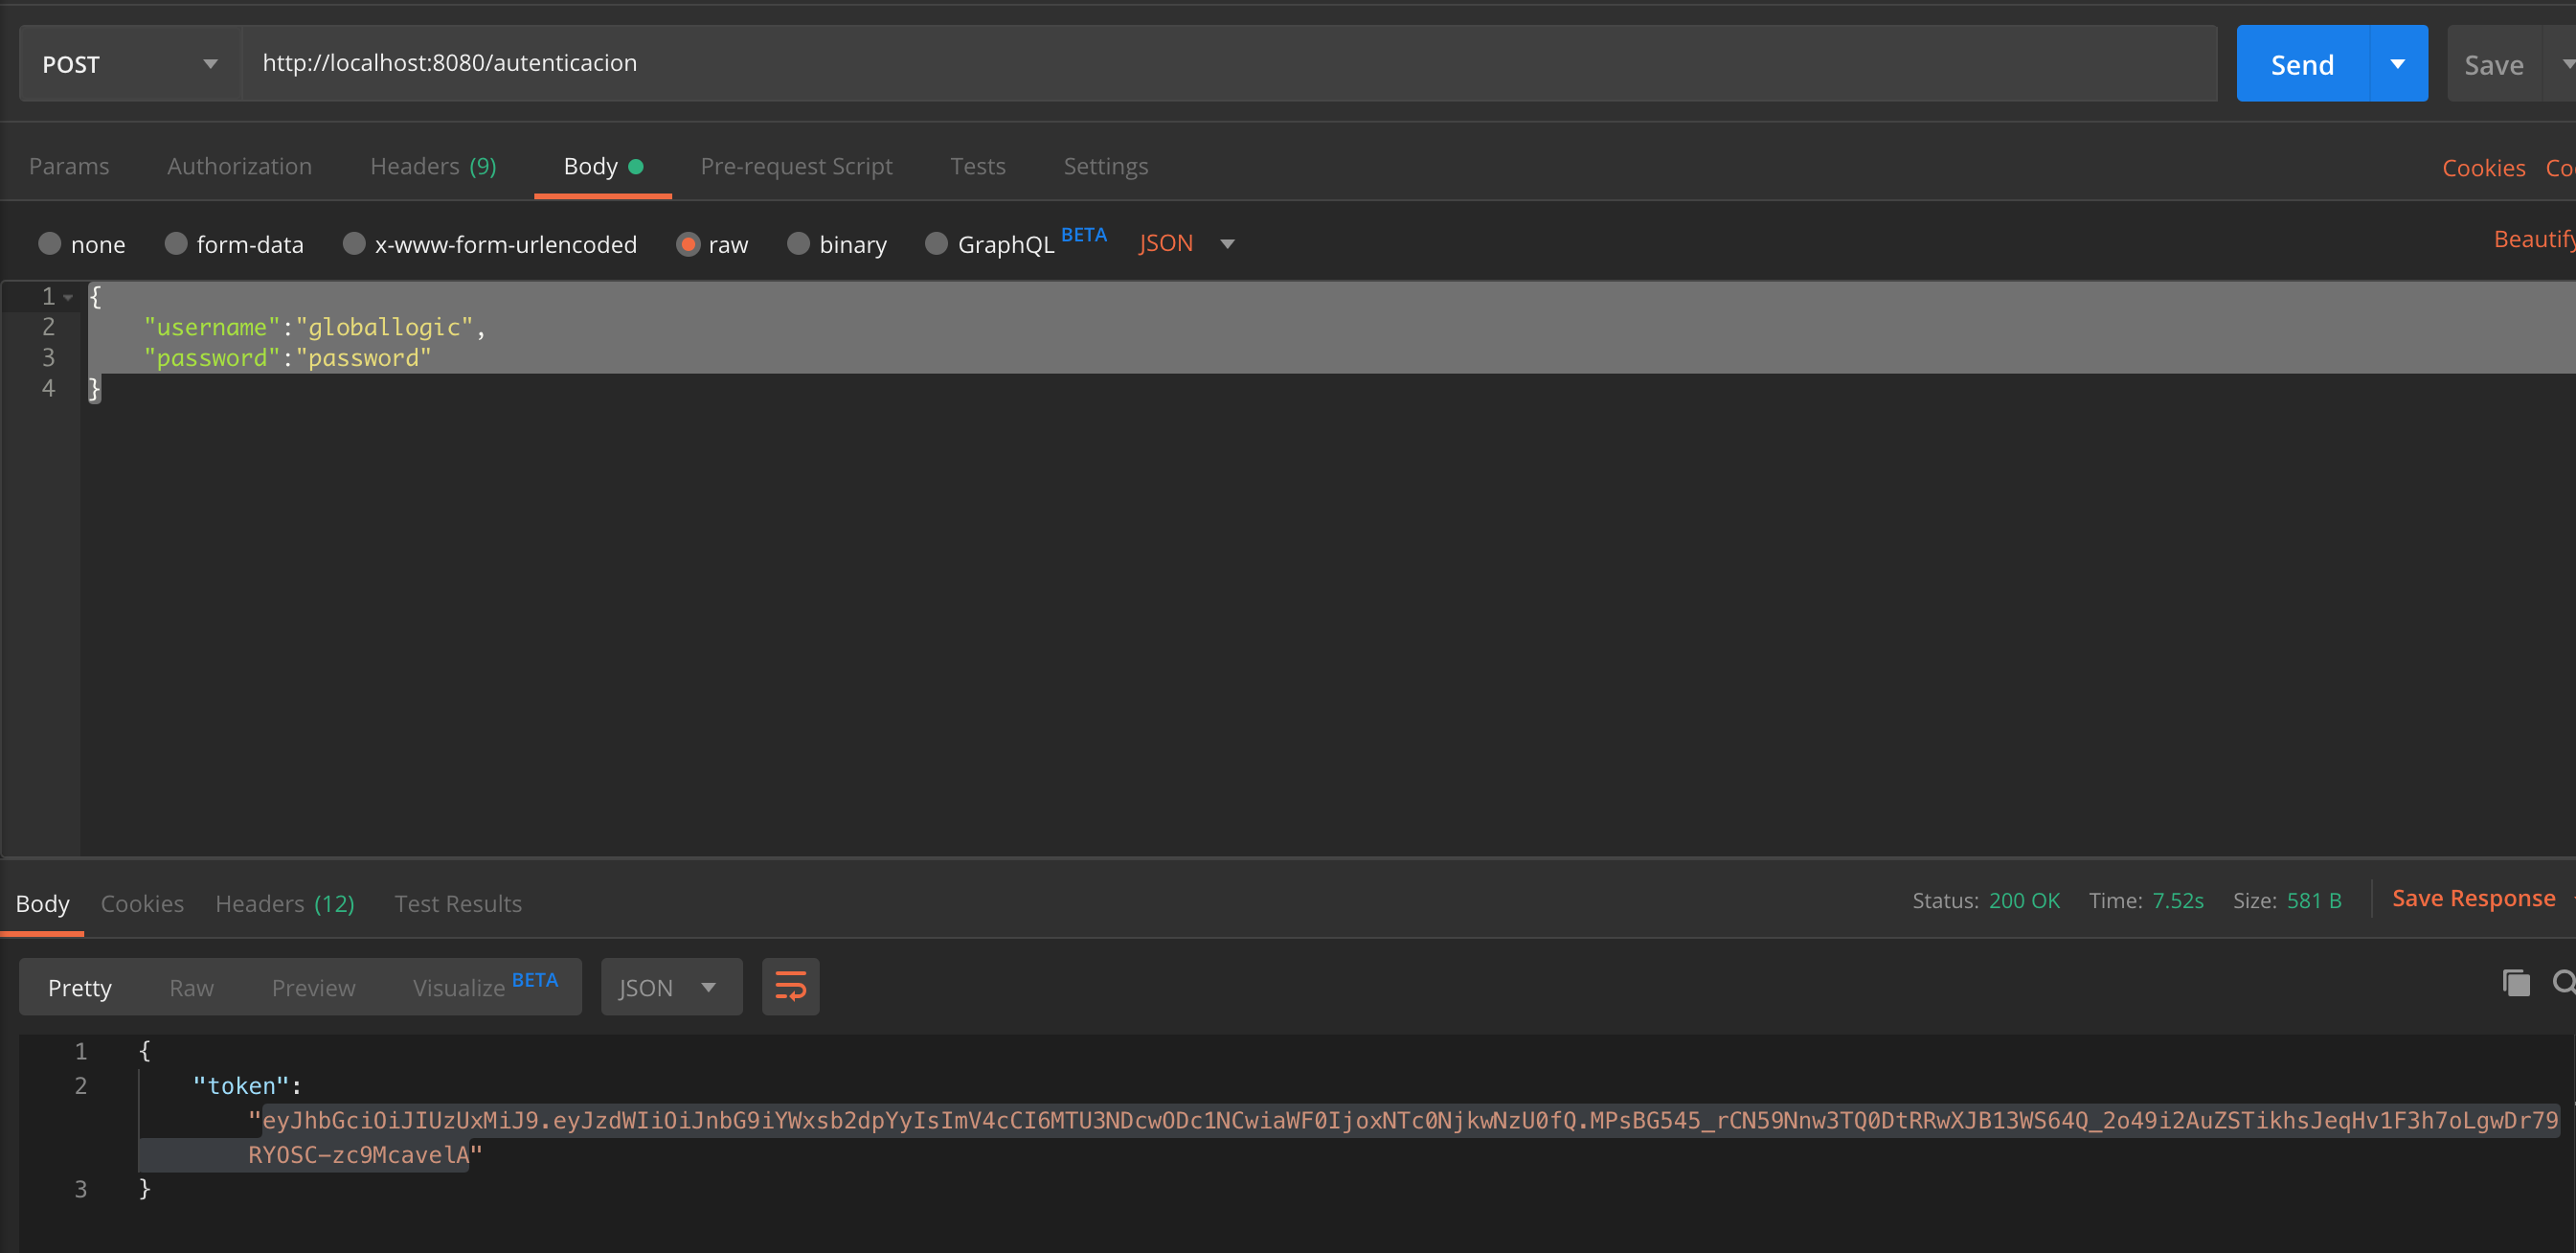 POST http://localhost:8080/autenticacion Send Save
Params Authorization Headers (9) Body Pre-request Script Tests Settings Cookies
none form-data x-www-form-urlencoded raw binary GraphQL BETA JSON Beautify
1 {
2 "username":"globallogic",
3 "password":"password"
4 }
Body Cookies Headers (12) Test Results Status: 200 OK Time: 7.52s Size: 581 B Save Response
Pretty Raw Preview Visualize BETA JSON
1 {
2 "token":
"eyJhbGciOiJIUzUxMiJ9.eyJzdWIiOiJnbG9iYWxsb2dpYyIsImV4cCI6MTU3NDcwODc1NCwiaWF0IjoxNTc0NjkwNzU0fQ.MPsBG545_rCN59Nnw3TQ0DtRRwXJB13WS64Q_2o49i2AuZSTikhsJeqHv1F3h7oLgwDr79
RYOSC-zc9McavelA"
3 }